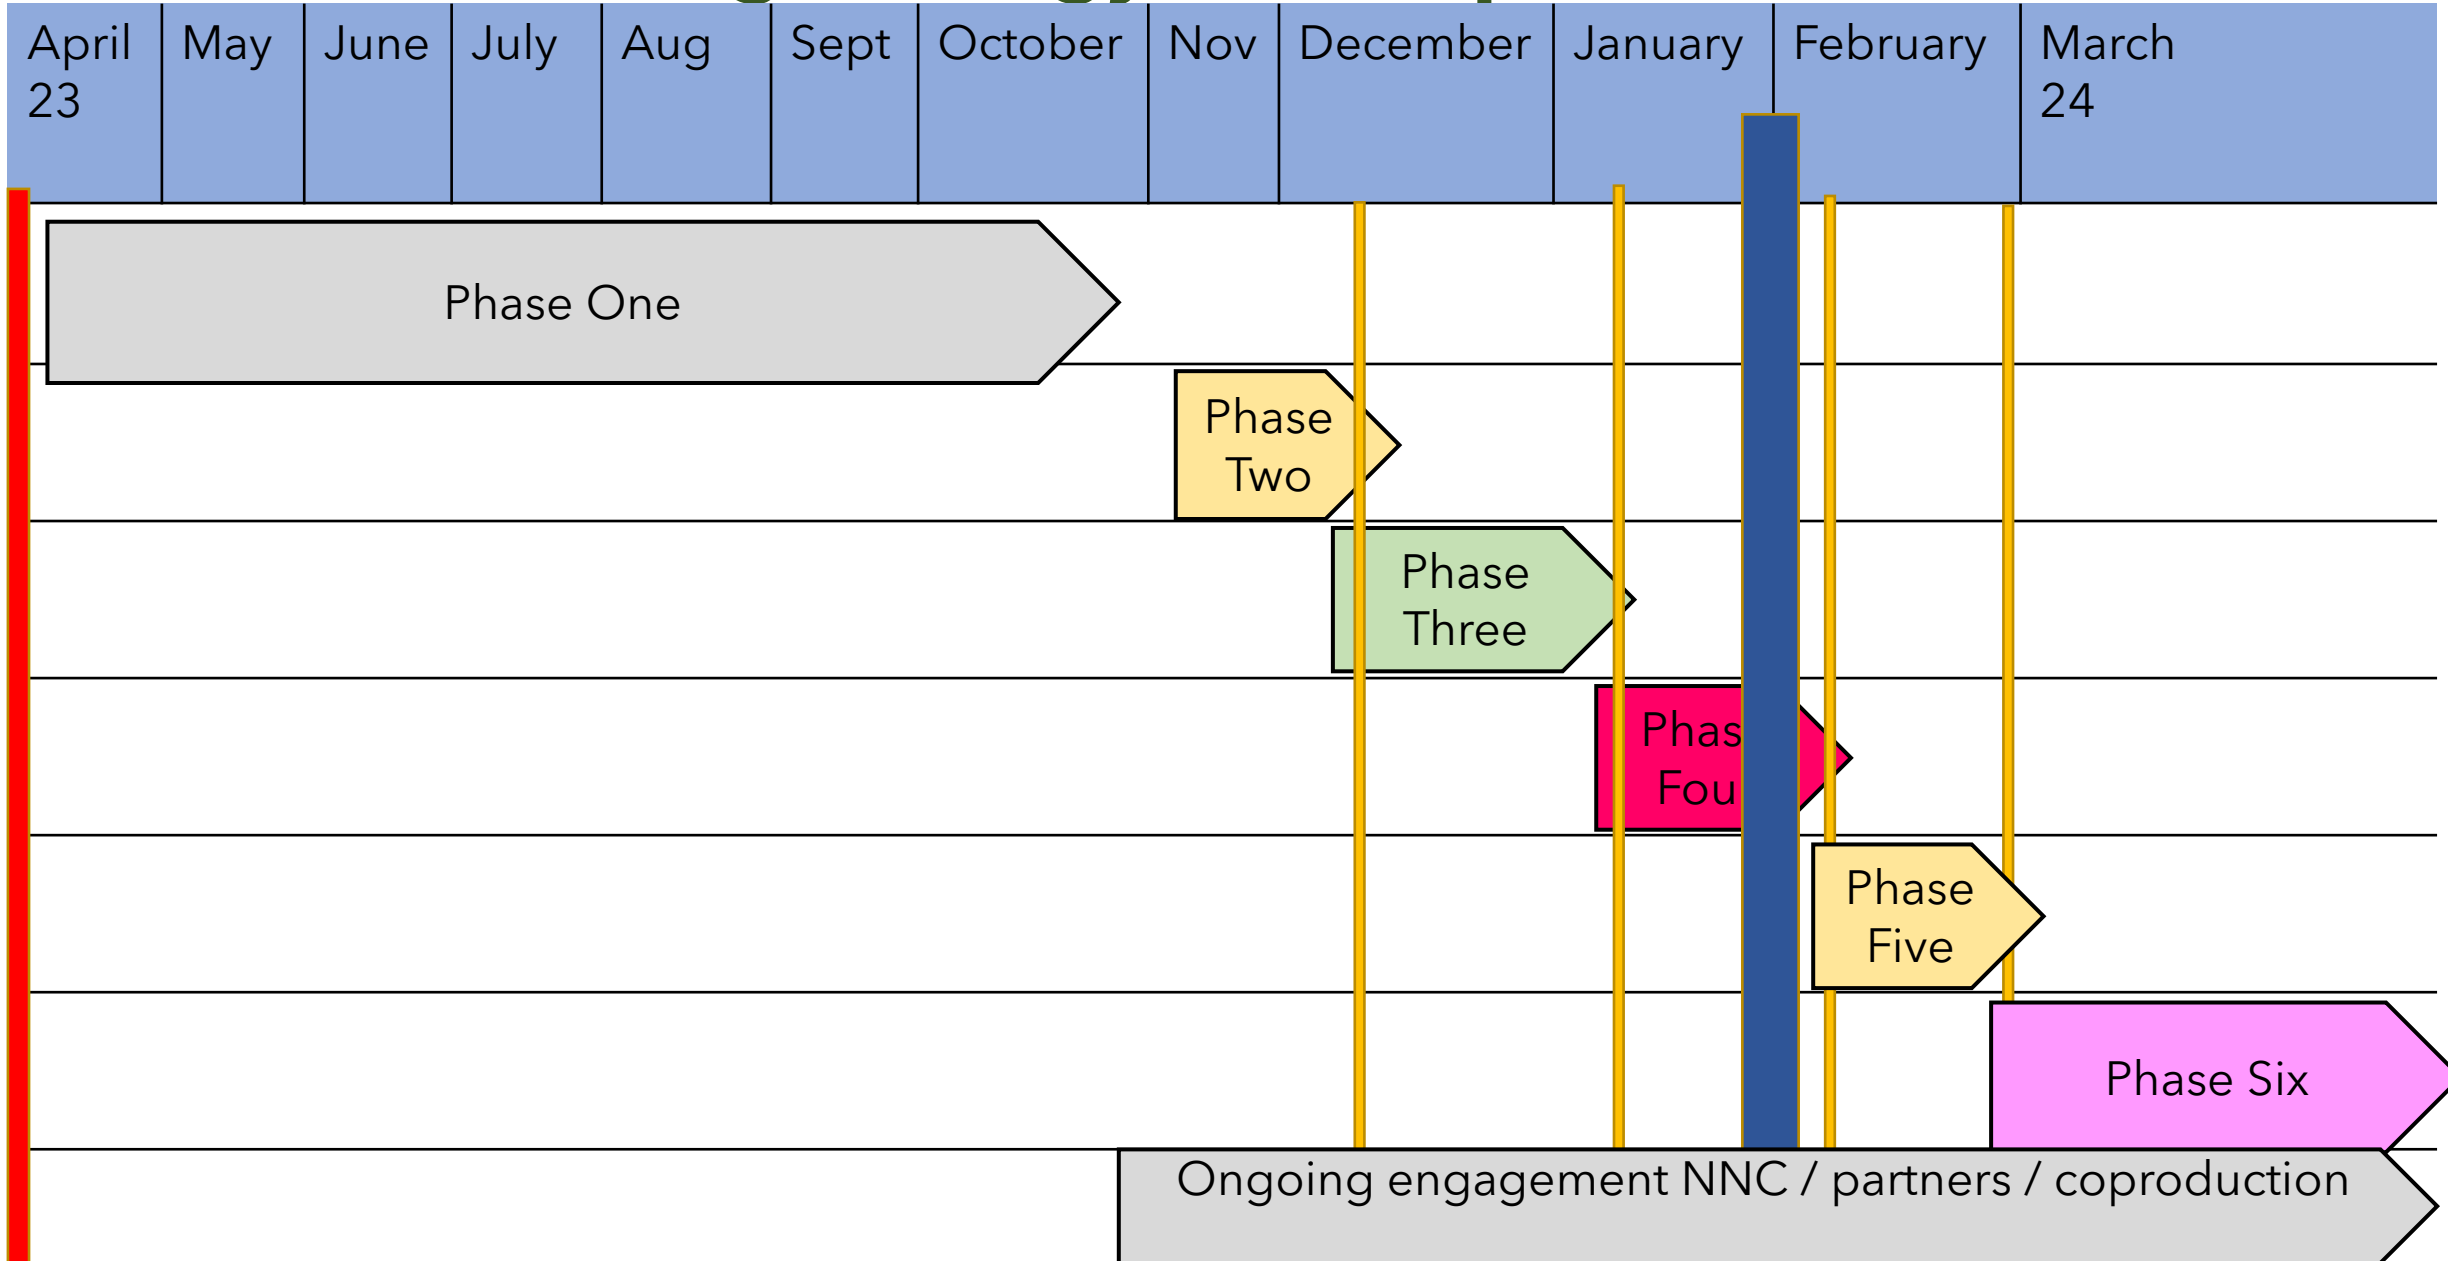 April
23
May
June
July
Aug
Sept
October
Nov
December
January
February
March
24
Phase One
Phase
Two
Phase
Three
Phas
Fou
Phase
Five
Phase Six
Ongoing engagement NNC / partners / coproduction